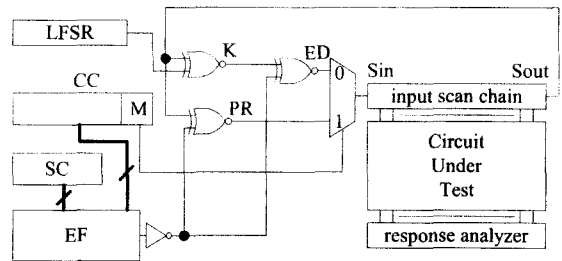 LFSR
K
ED
CC
0
Sin
Sout
input scan chain
M
PR
1
Circuit
Under
Test
SC
EF
response analyzer